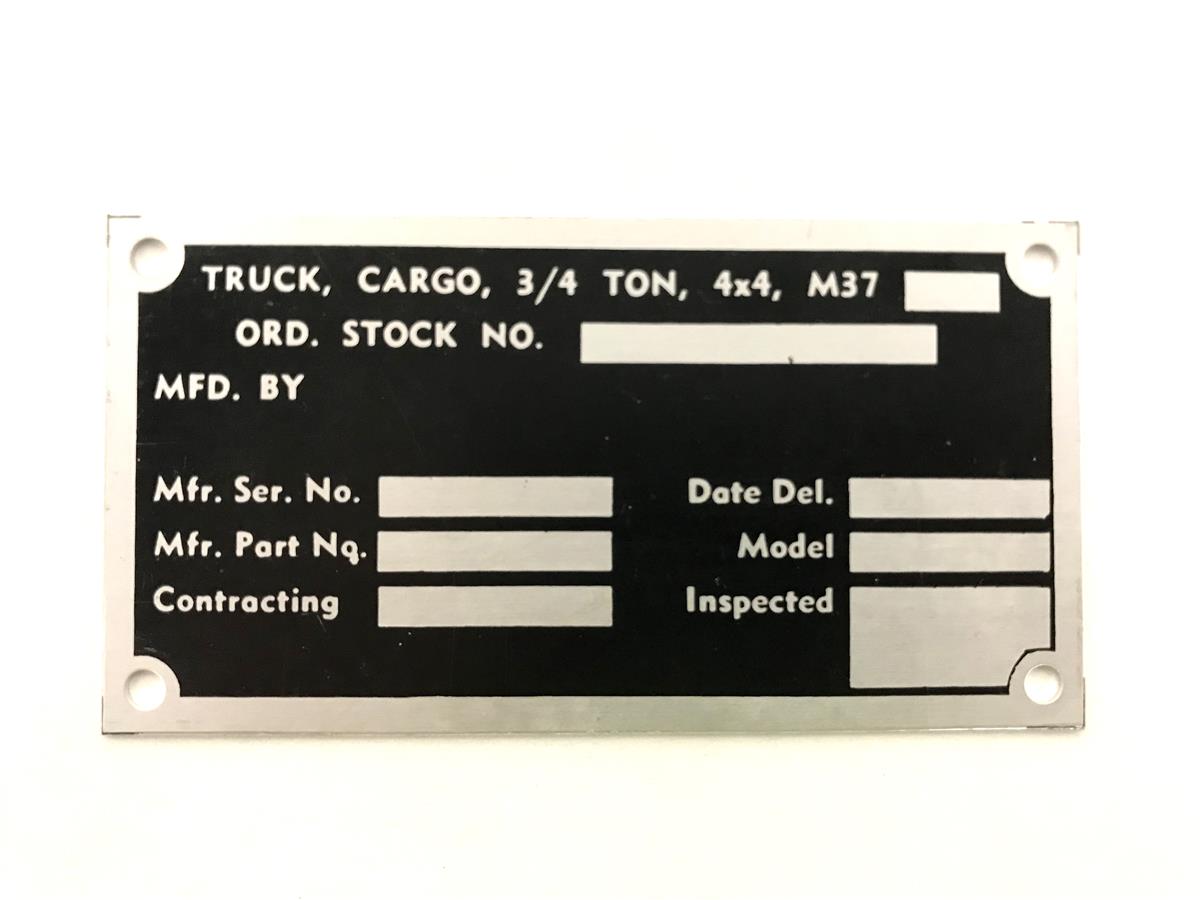 TRUCK, CARGO, 3/4 TON, 4x4, M37
ORD. STOCK NO.
MFD. BY
Mfr. Ser. No. Date Del.
Mfr. Part No. Model
Contracting Inspected